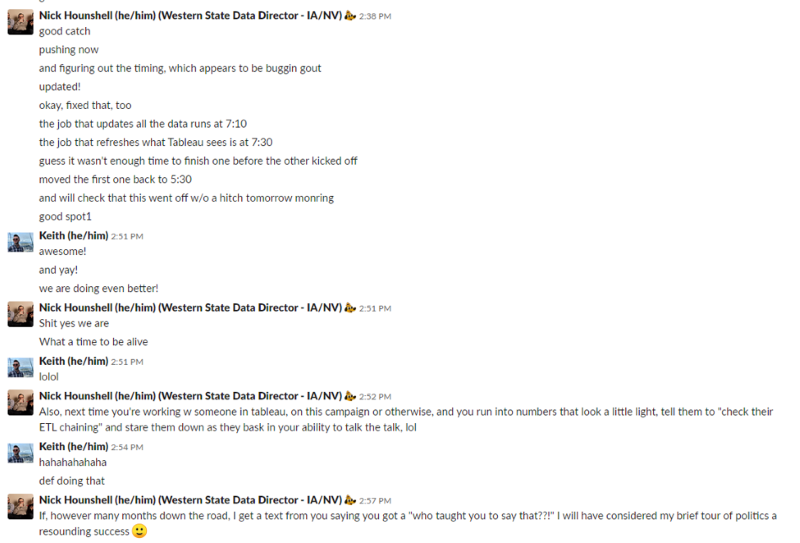 Nick Hounshell (he/him) (Western State Data Director - IA/NV) 2:38 PM
good catch
pushing now
and figuring out the timing, which appears to be buggin gout
updated!
okay, fixed that, too
the job that updates all the data runs at 7:10
the job that refreshes what Tableau sees is at 7:30
guess it wasn't enough time to finish one before the other kicked off
moved the first one back to 5:30
and will check that this went off w/o a hitch tomorrow monring
good spot1
Keith (he/him) 2:51 PM
awesome!
and yay!
we are doing even better!
Nick Hounshell (he/him) (Western State Data Director - IA/NV) 2:51 PM
Shit yes we are
What a time to be alive
Keith (he/him) 2:51 PM
lolol
Nick Hounshell (he/him) (Western State Data Director - IA/NV) 2:52 PM
Also, next time you're working w someone in tableau, on this campaign or otherwise, and you run into numbers that look a little light, tell them to "check their
ETL chaining" and stare them down as they bask in your ability to talk the talk, lol
Keith (he/him) 2:54 PM
hahahahahaha
def doing that
Nick Hounshell (he/him) (Western State Data Director - IA/NV) 2:57 PM
If, however many months down the road, I get a text from you saying you got a "who taught you to say that??!" I will have considered my brief tour of politics a
resounding success 🙂